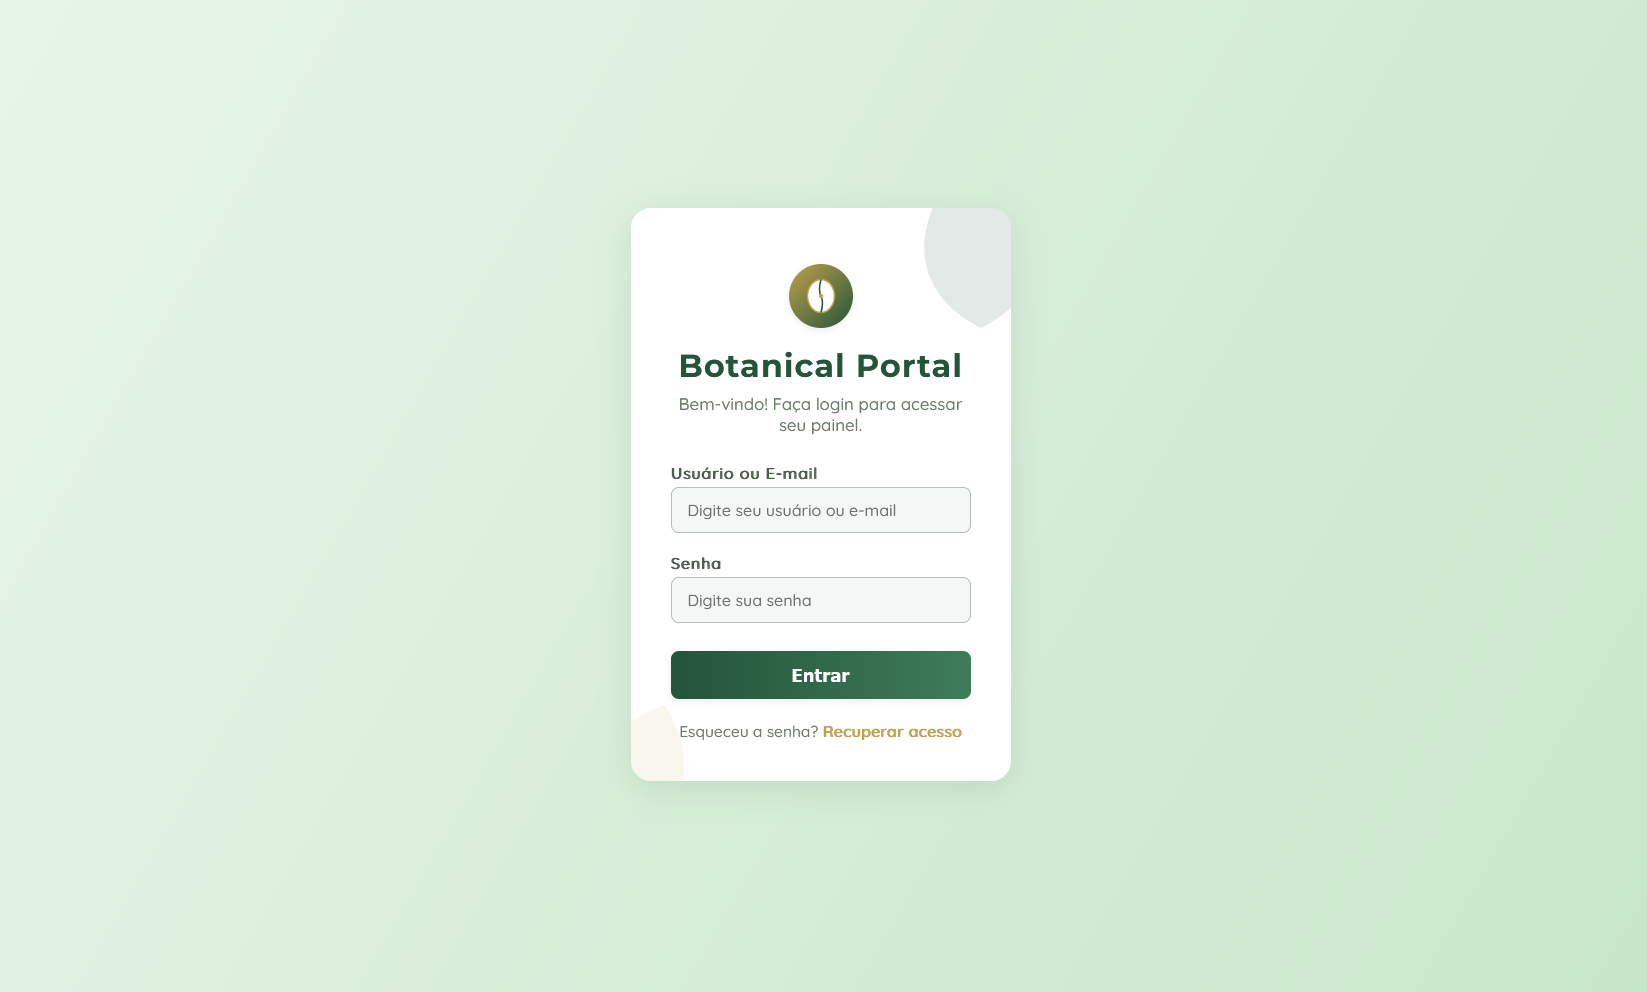 Botanical Portal
Bem-vindo! Faça login para acessar
seu painel.
Usuário ou E-mail
Digite seu usuário ou e-mail
Senha
Digite sua senha
Entrar
Esqueceu a senha? Recuperar acesso